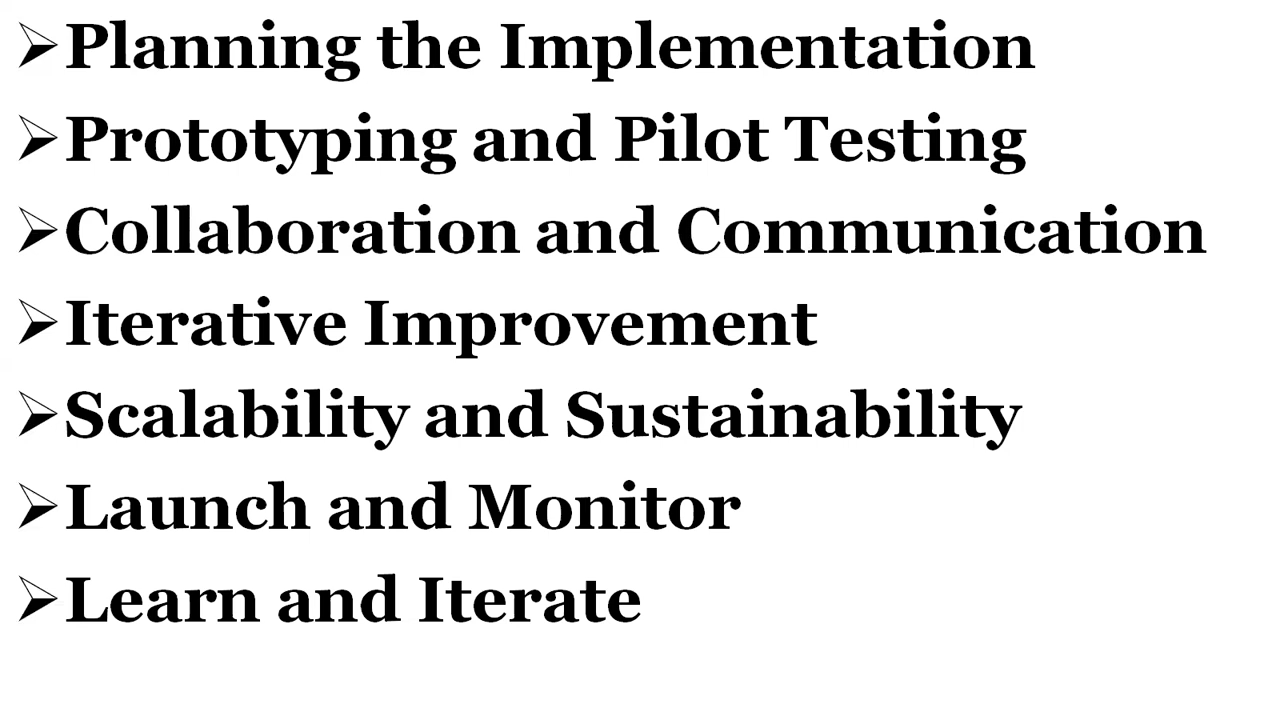 ➢Planning the Implementation
➢Prototyping and Pilot Testing
➢Collaboration and Communication
➢Iterative Improvement
➢Scalability and Sustainability
➢Launch and Monitor
➢Learn and Iterate